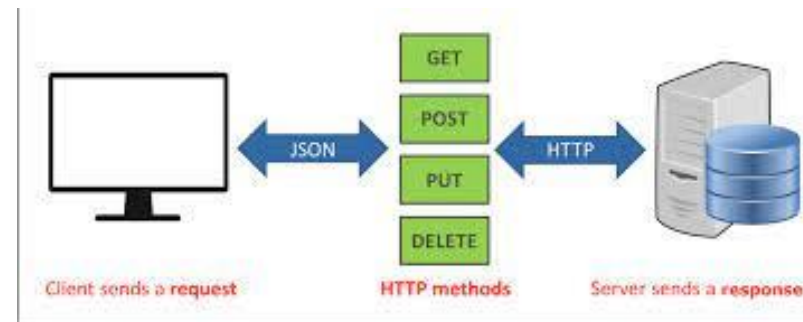 GET
POST
JSON
HTTP
PUT
DELETE
Client sends a request
HTTP methods
Server sends a response